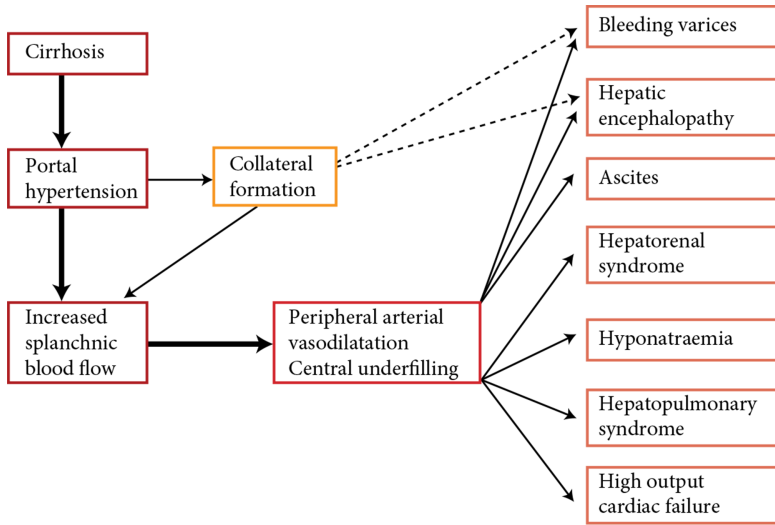 Cirrhosis
Portal
hypertension
Collateral
formation
Increased
splanchnic
blood flow
Peripheral arterial
vasodilatation
Central underfilling
Bleeding varices
Hepatic
encephalopathy
Ascites
Hepatorenal
syndrome
Hyponatraemia
Hepatopulmonary
syndrome
High output
cardiac failure